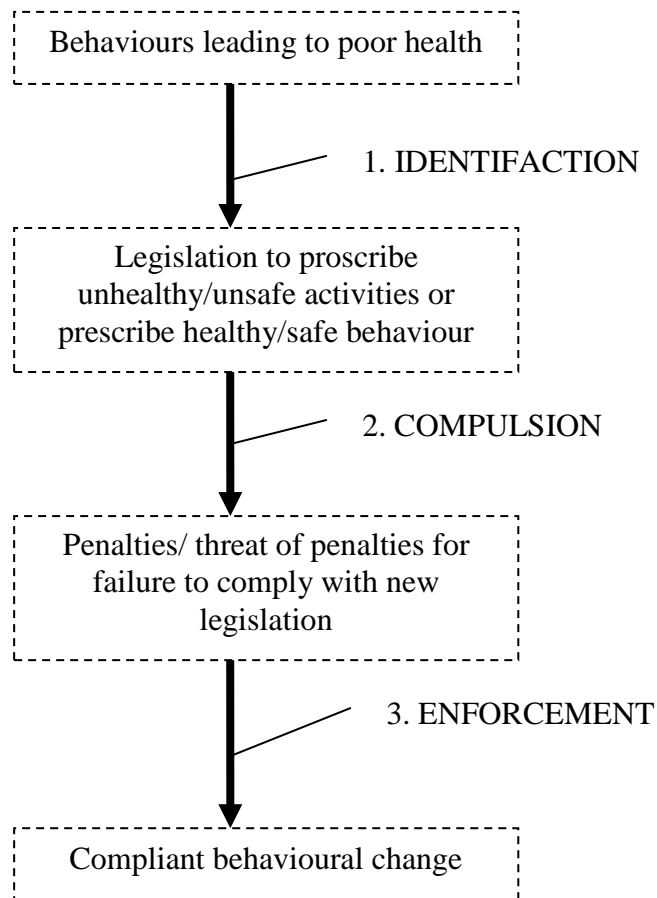 Behaviours leading to poor health
1. IDENTIFACTION
Legislation to proscribe
unhealthy/unsafe activities or
prescribe healthy/safe behaviour
2. COMPULSION
Penalties/ threat of penalties for
failure to comply with new
legislation
3. ENFORCEMENT
Compliant behavioural change